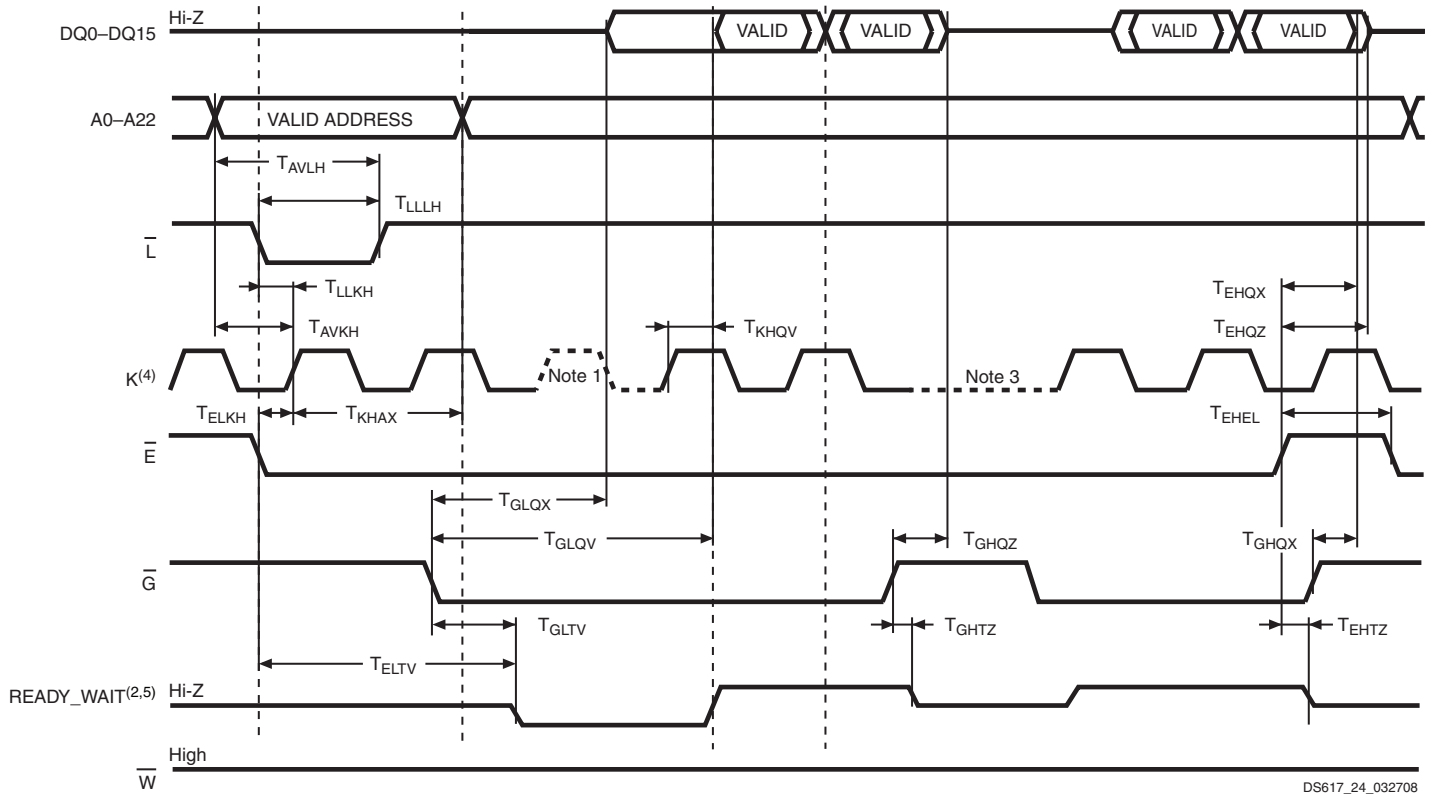 Hi-Z
DQ0–DQ15
VALID
VALID
VALID
VALID
A0–A22
VALID ADDRESS
TAVLH
TLLLH
L
TLLKH
TEHQX
TAVKH
TKHQV
TEHQZ
K(4)
Note 1
Note 3
TELKH
TKHAX
TEHEL
E
TGLQX
TGLQV
TGHQZ
TGHQX
G
TGLTV
TGHTZ
TEHTZ
TELTV
READY_WAIT(2,5)
Hi-Z
High
W
DS617_24_032708